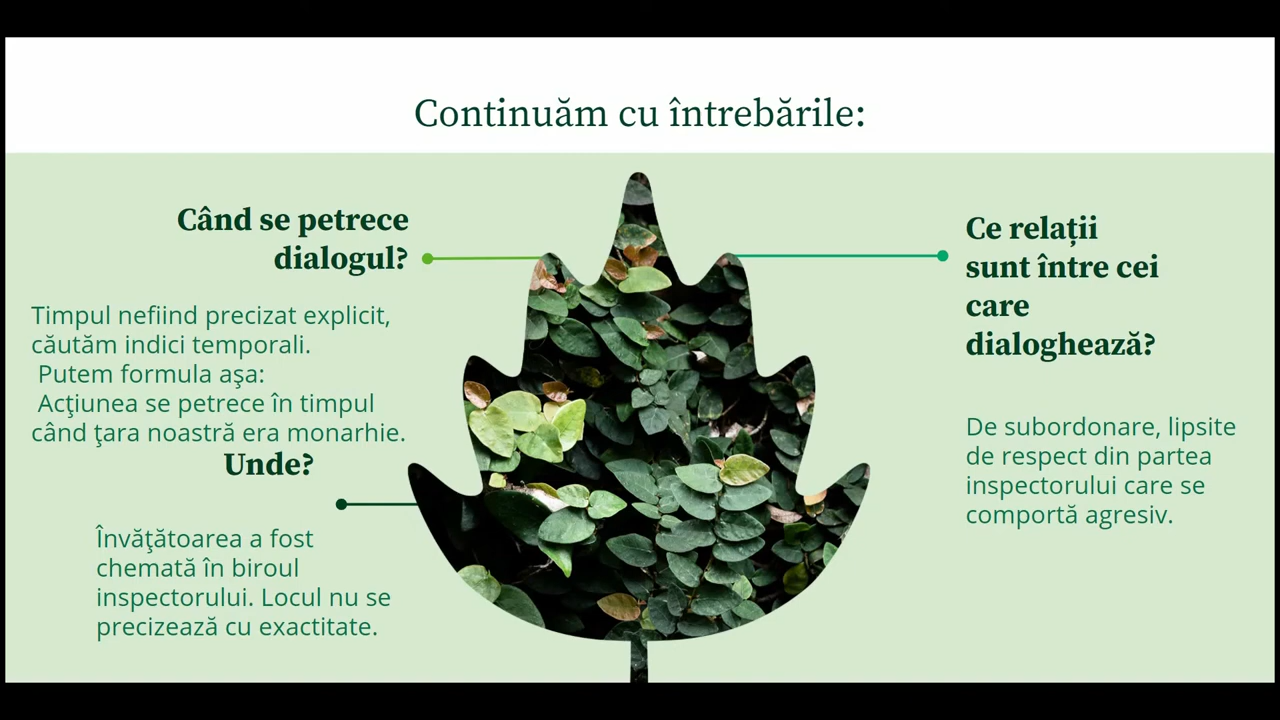 Continuăm cu întrebările:
Când se petrece
dialogul?
Timpul nefiind precizat explicit,
căutăm indici temporali.
Putem formula aşa:
Acţiunea se petrece în timpul
când ţara noastră era monarhie.
Unde?
Învăţătoarea a fost
chemată în biroul
inspectorului. Locul nu se
precizează cu exactitate.
Ce relații
sunt între cei
care
dialoghează?
De subordonare, lipsite
de respect din partea
inspectorului care se
comportă agresiv.